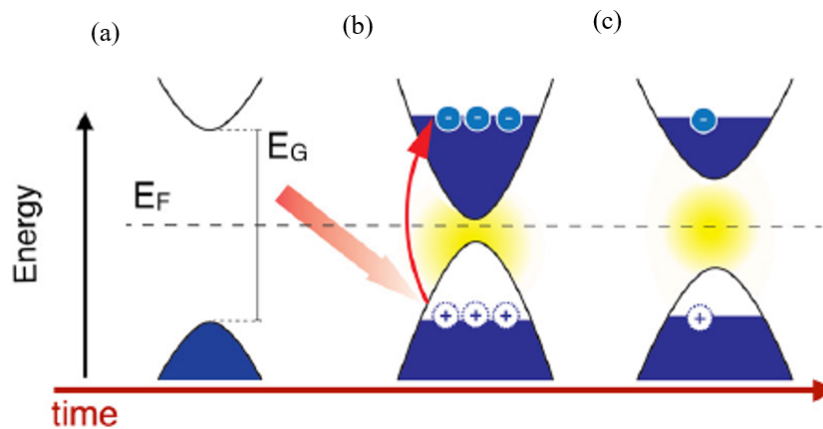 (a)
(b)
(c)
E_G
E_F
Energy
- - -
-
+ + +
+
time